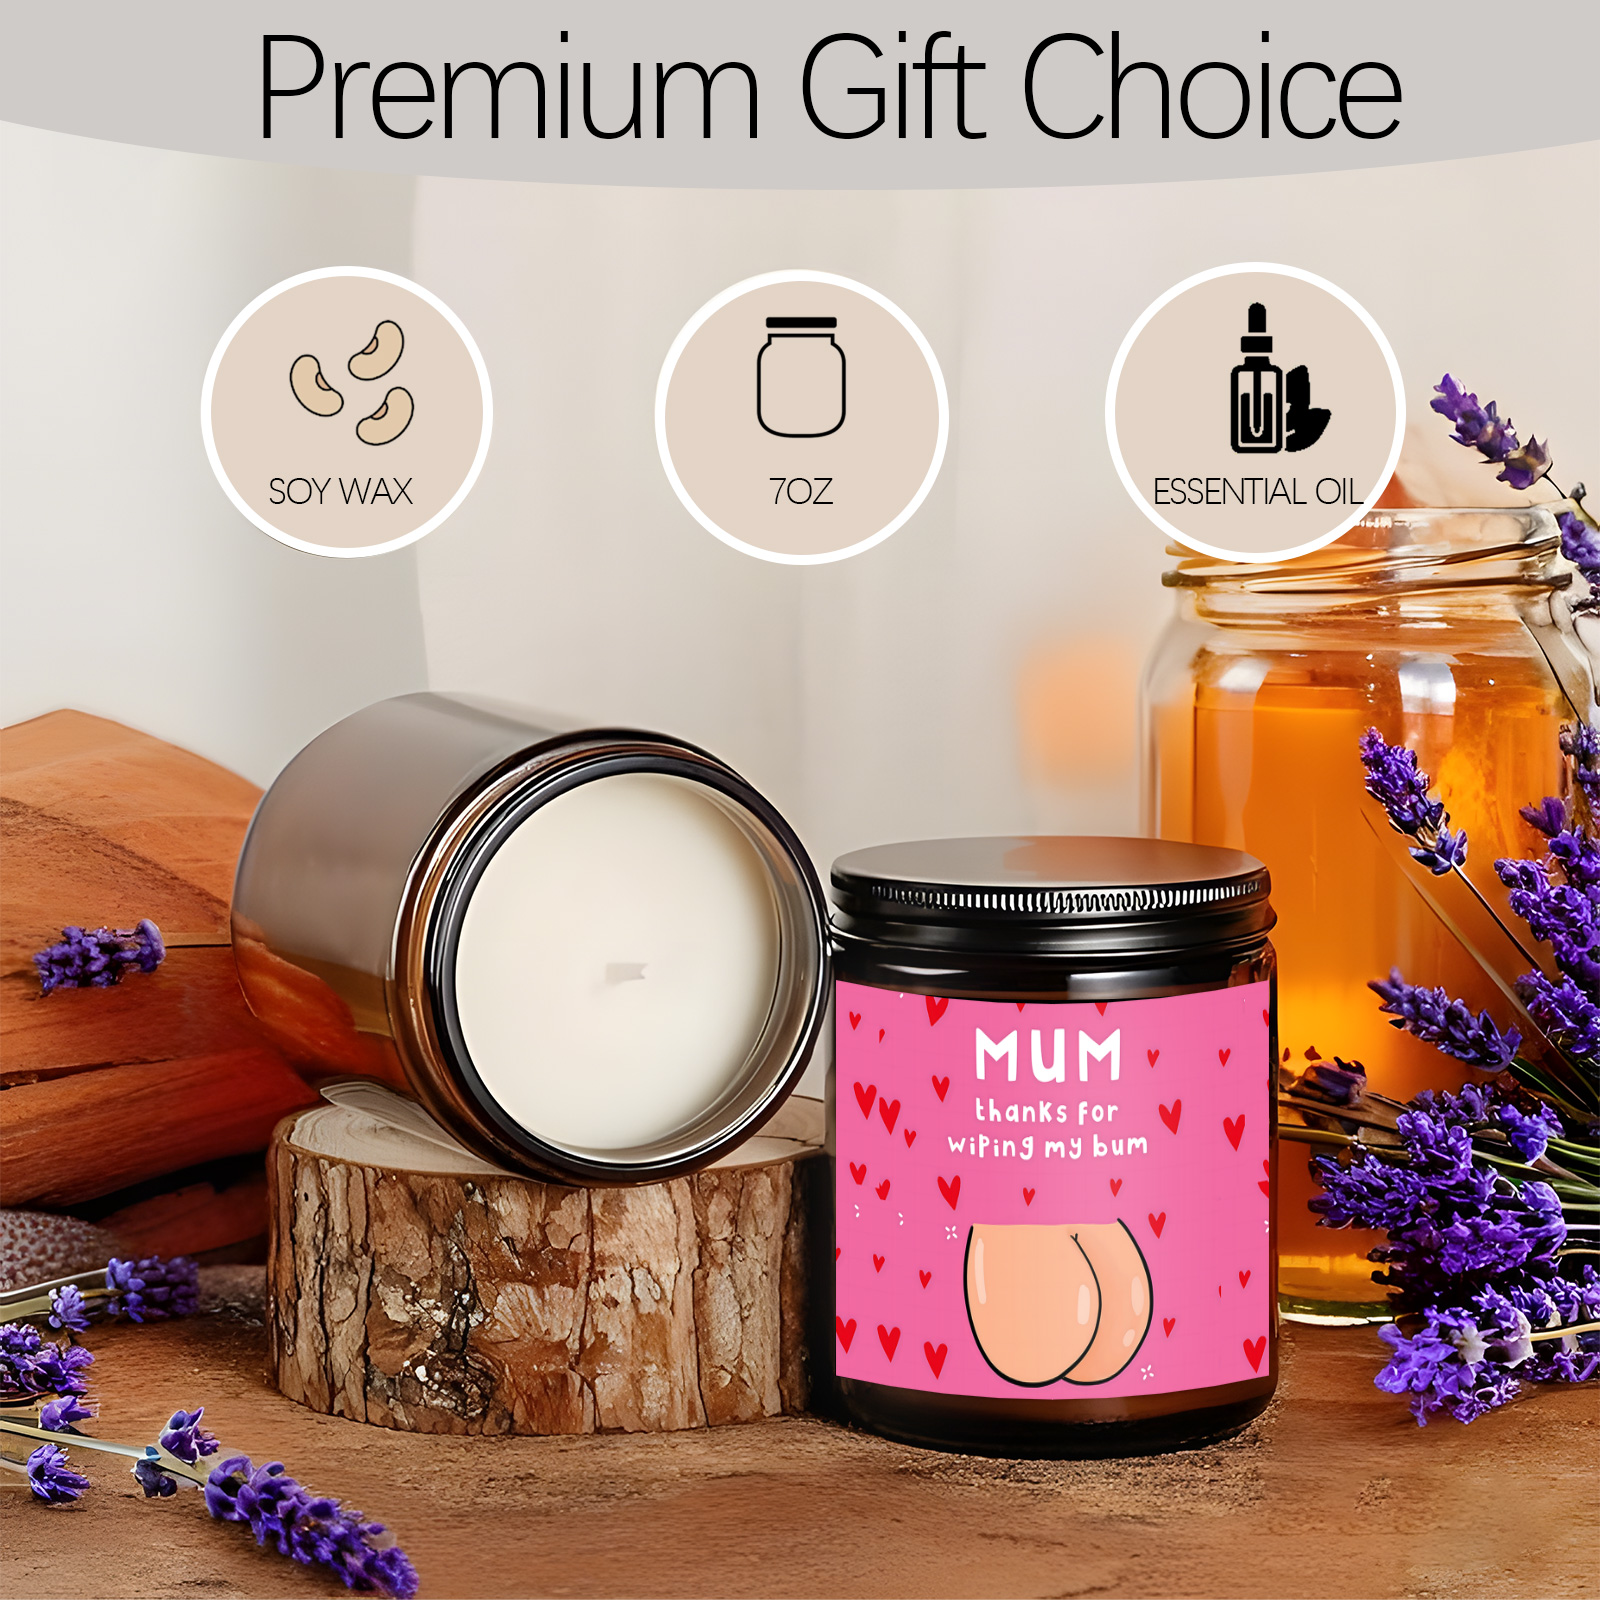 Premium Gift Choice
SOY WAX
7OZ
ESSENTIAL OIL
MUM
thanks for
wiping my bum